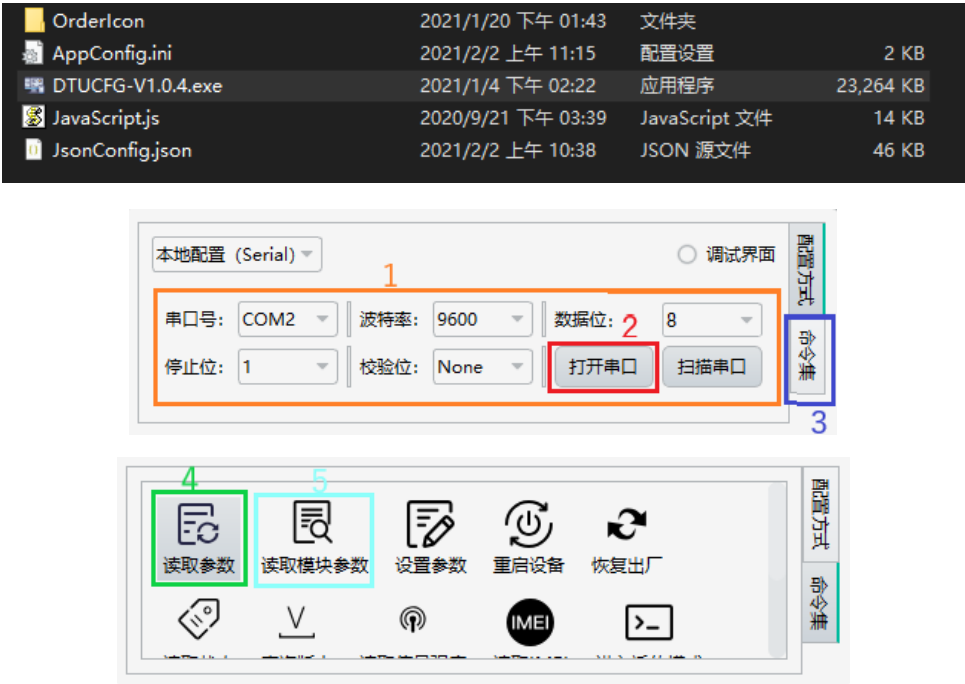 OrderIcon 2021/1/20 下午 01:43 文件夹
AppConfig.ini 2021/2/2 上午 11:15 配置设置 2 KB
DTUCFG-V1.0.4.exe 2021/1/4 下午 02:22 应用程序 23,264 KB
JavaScript.js 2020/9/21 下午 03:39 JavaScript 文件 14 KB
JsonConfig.json 2021/2/2 上午 10:38 JSON 源文件 46 KB
本地配置 (Serial) 调试界面
配置方式
1
串口号: COM2 波特率: 9600 数据位: 8
2
停止位: 1 校验位: None 打开串口 扫描串口
命令集
3
4 5
配置方式
读取参数 读取模块参数 设置参数 重启设备 恢复出厂
命令集
V IMEI